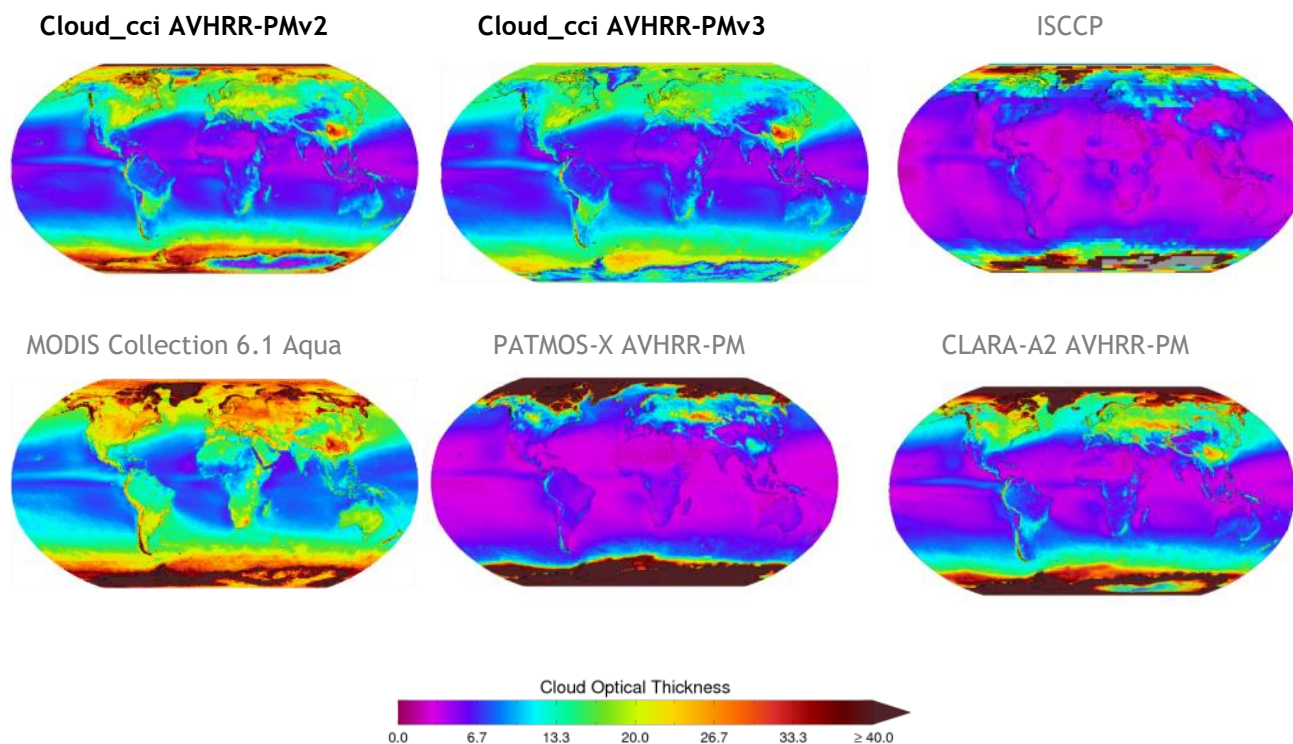 Cloud_cci AVHRR-PMv2
Cloud_cci AVHRR-PMv3
ISCCP
MODIS Collection 6.1 Aqua
PATMOS-X AVHRR-PM
CLARA-A2 AVHRR-PM
Cloud Optical Thickness
0.0 6.7 13.3 20.0 26.7 33.3 ≥ 40.0